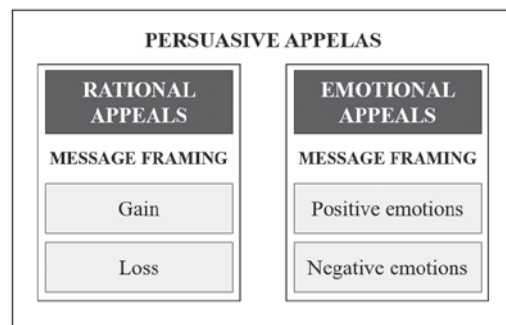 PERSUASIVE APPELAS
RATIONAL
APPEALS
MESSAGE FRAMING
Gain
Loss
EMOTIONAL
APPEALS
MESSAGE FRAMING
Positive emotions
Negative emotions